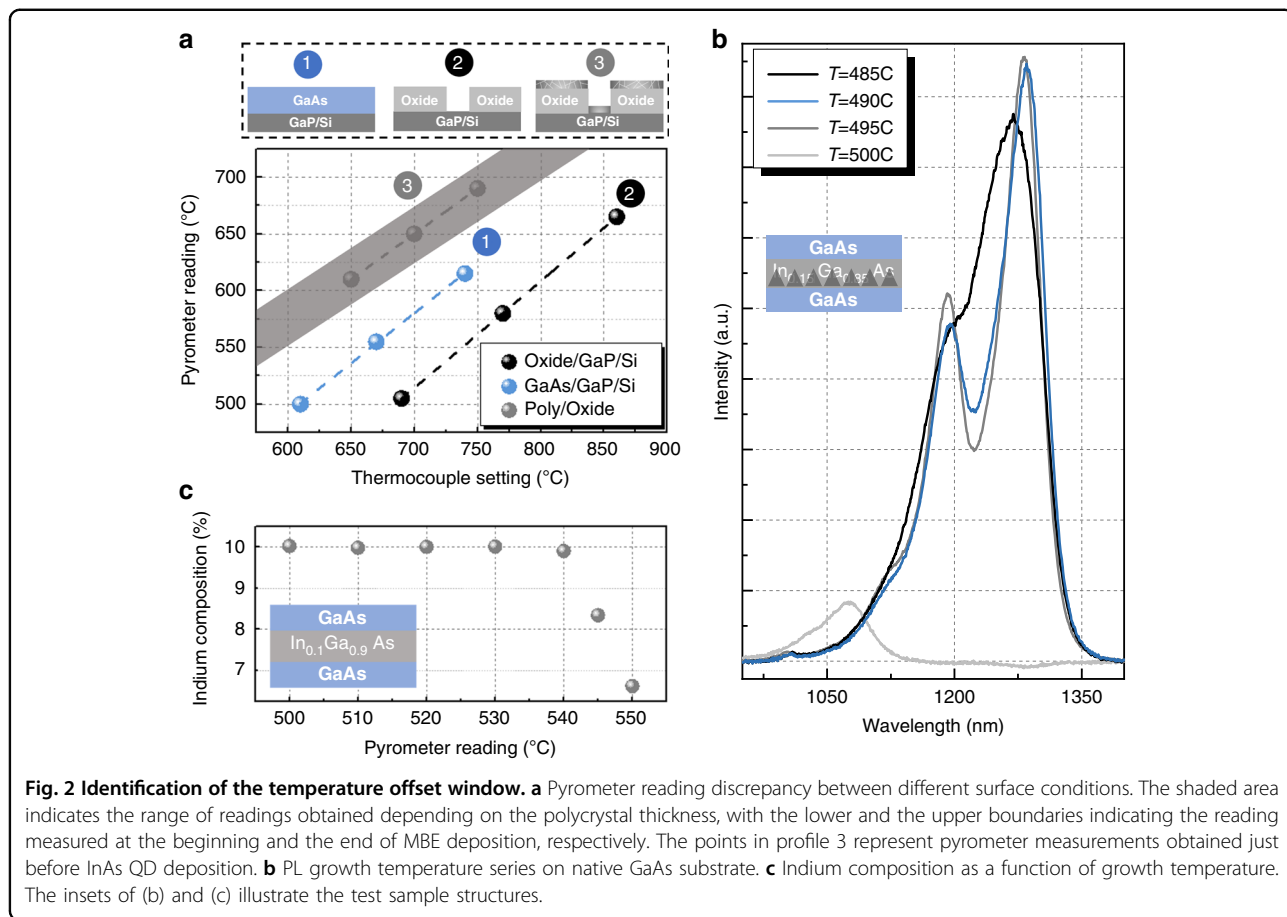 a
1
2
3
GaAs
GaP/Si
Oxide Oxide
GaP/Si
Oxide Oxide
GaP/Si
Pyrometer reading (°C)
700
650
600
550
500
3
2
1
Oxide/GaP/Si
GaAs/GaP/Si
Poly/Oxide
600 650 700 750 800 850 900
Thermocouple setting (°C)
b
T=485C
T=490C
T=495C
T=500C
GaAs
In0.15Ga0.85As
GaAs
Intensity (a.u.)
1050 1200 1350
Wavelength (nm)
c
Indium composition (%)
10
9
8
7
GaAs
In0.1Ga0.9 As
GaAs
500 510 520 530 540 550
Pyrometer reading (°C)
Fig. 2 Identification of the temperature offset window. a Pyrometer reading discrepancy between different surface conditions. The shaded area
indicates the range of readings obtained depending on the polycrystal thickness, with the lower and the upper boundaries indicating the reading
measured at the beginning and the end of MBE deposition, respectively. The points in profile 3 represent pyrometer measurements obtained just
before InAs QD deposition. b PL growth temperature series on native GaAs substrate. c Indium composition as a function of growth temperature.
The insets of (b) and (c) illustrate the test sample structures.